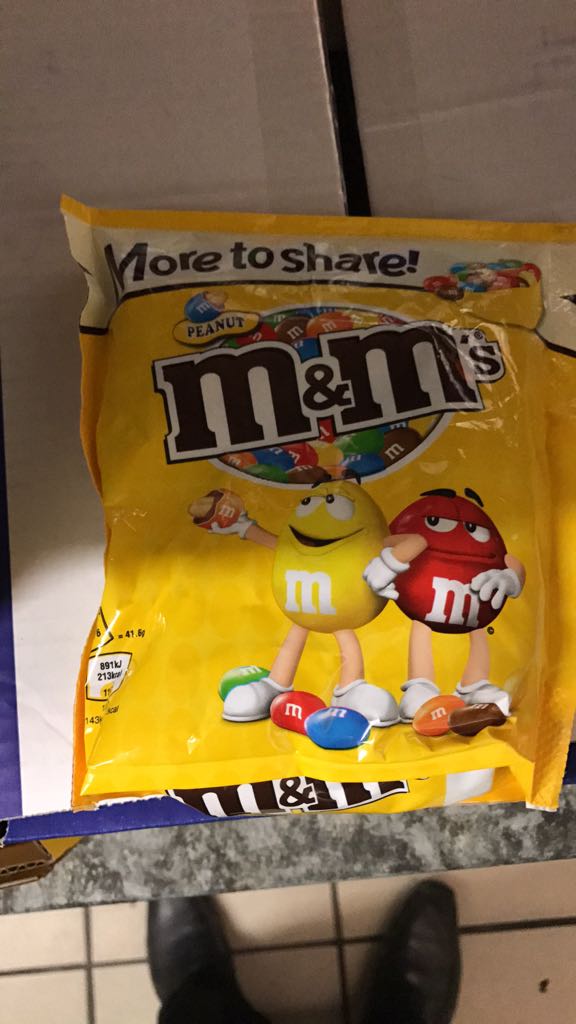 More to share!
PEANUT
m&m's
m
m m
= 41.6g
891kJ
213kcal
m m m m
m&m's